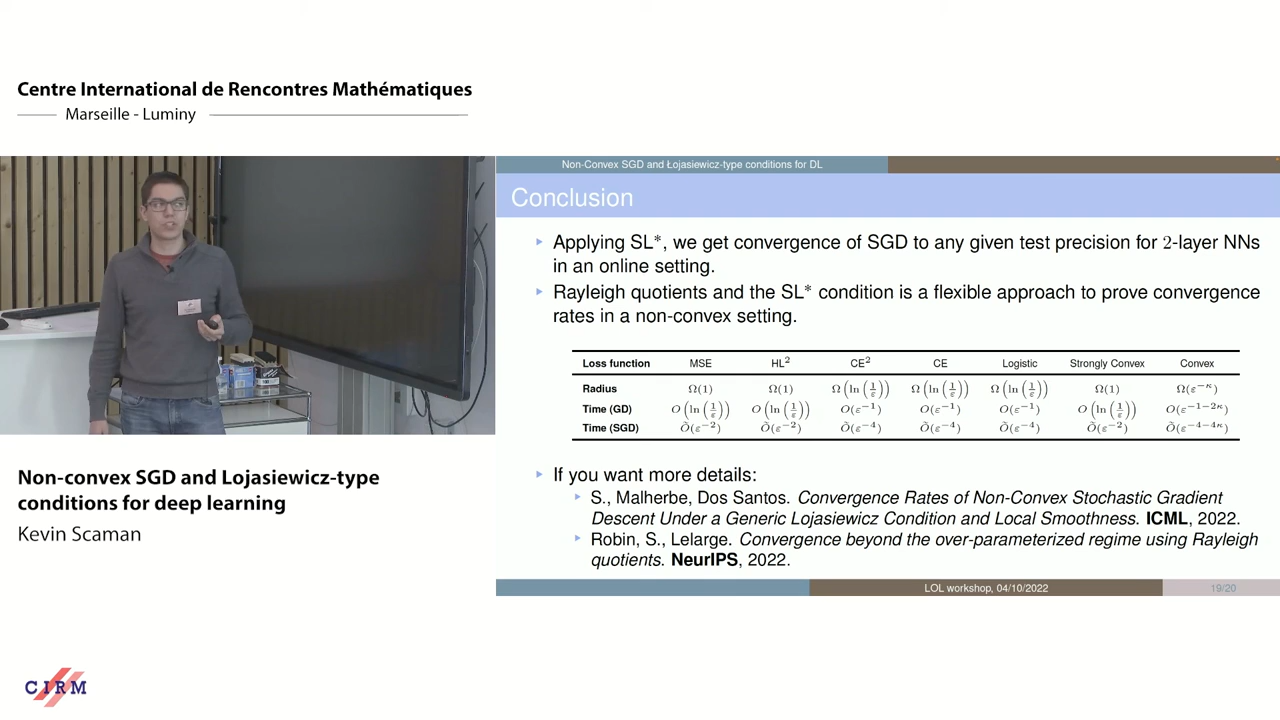 Centre International de Rencontres Mathématiques
Marseille - Luminy
Non-Convex SGD and Łojasiewicz-type conditions for DL
Conclusion
Applying SL*, we get convergence of SGD to any given test precision for 2-layer NNs
in an online setting.
Rayleigh quotients and the SL* condition is a flexible approach to prove convergence
rates in a non-convex setting.
Loss function MSE HL² CE² CE Logistic Strongly Convex Convex
Radius Ω(1) Ω(1) Ω(ln(1/ε)) Ω(ln(1/ε)) Ω(ln(1/ε)) Ω(1) Ω(ε^{-κ})
Time (GD) O(ln(1/ε)) O(ln(1/ε)) O(ε^{-1}) O(ε^{-1}) O(ε^{-1}) O(ln(1/ε)) O(ε^{-1-2κ})
Time (SGD) Õ(ε^{-2}) Õ(ε^{-2}) Õ(ε^{-4}) Õ(ε^{-4}) Õ(ε^{-4}) Õ(ε^{-2}) Õ(ε^{-4-4κ})
If you want more details:
S., Malherbe, Dos Santos. Convergence Rates of Non-Convex Stochastic Gradient
Descent Under a Generic Lojasiewicz Condition and Local Smoothness. ICML, 2022.
Robin, S., Lelarge. Convergence beyond the over-parameterized regime using Rayleigh
quotients. NeurIPS, 2022.
LOL workshop, 04/10/2022
19/20
Non-convex SGD and Lojasiewicz-type
conditions for deep learning
Kevin Scaman
CIRM